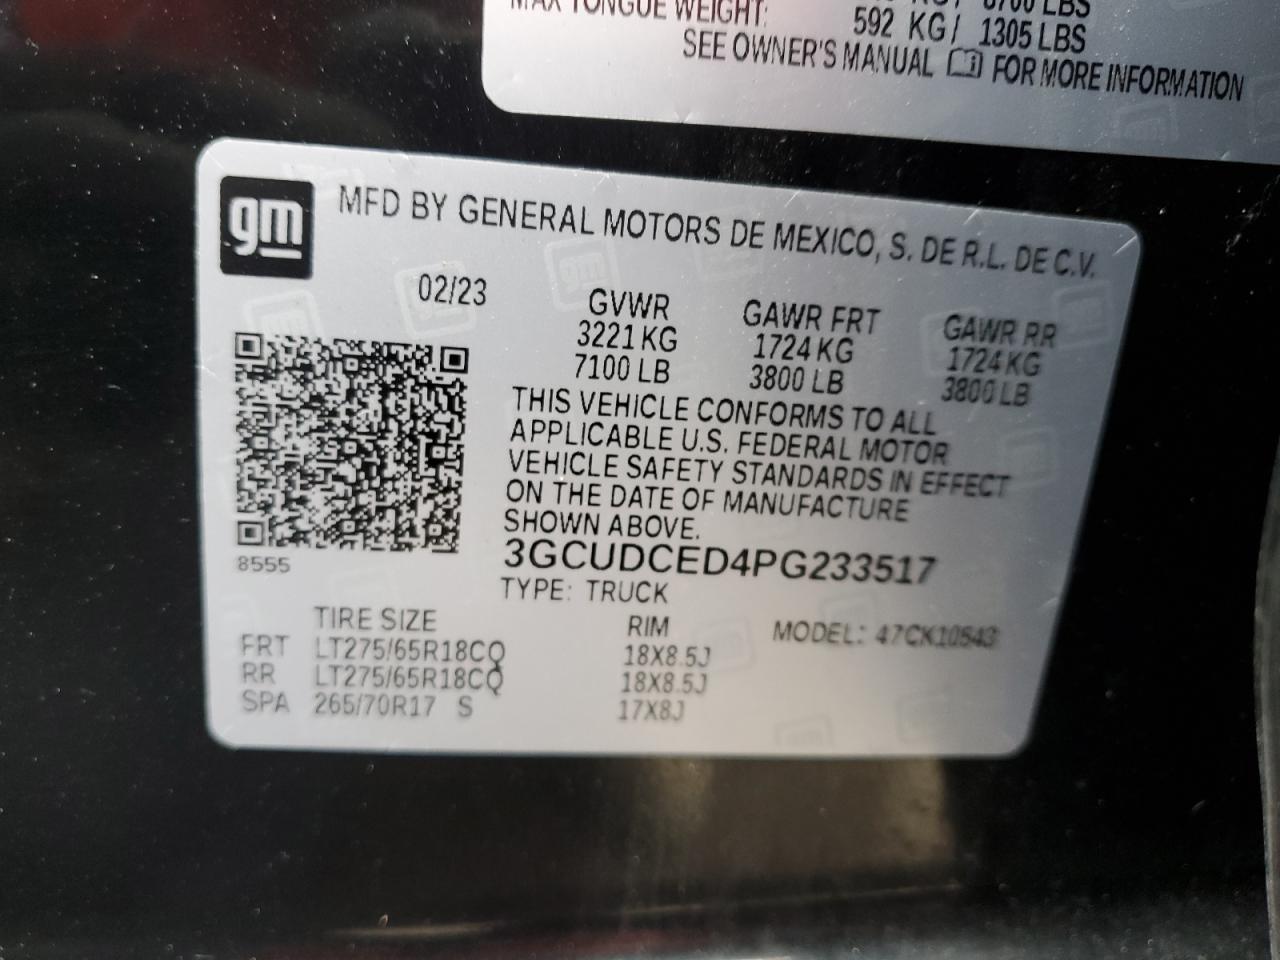 MAX TONGUE WEIGHT: 592 KG/ 1305 LBS
SEE OWNER'S MANUAL FOR MORE INFORMATION
gm
MFD BY GENERAL MOTORS DE MEXICO, S. DE R.L. DE C.V.
02/23
GVWR GAWR FRT GAWR RR
3221 KG 1724 KG 1724 KG
7100 LB 3800 LB 3800 LB
THIS VEHICLE CONFORMS TO ALL
APPLICABLE U.S. FEDERAL MOTOR
VEHICLE SAFETY STANDARDS IN EFFECT
ON THE DATE OF MANUFACTURE
SHOWN ABOVE.
8555
3GCUDCED4PG233517
TYPE: TRUCK
TIRE SIZE RIM MODEL: 47CK10543
FRT LT275/65R18CQ 18X8.5J
RR LT275/65R18CQ 18X8.5J
SPA 265/70R17 S 17X8J